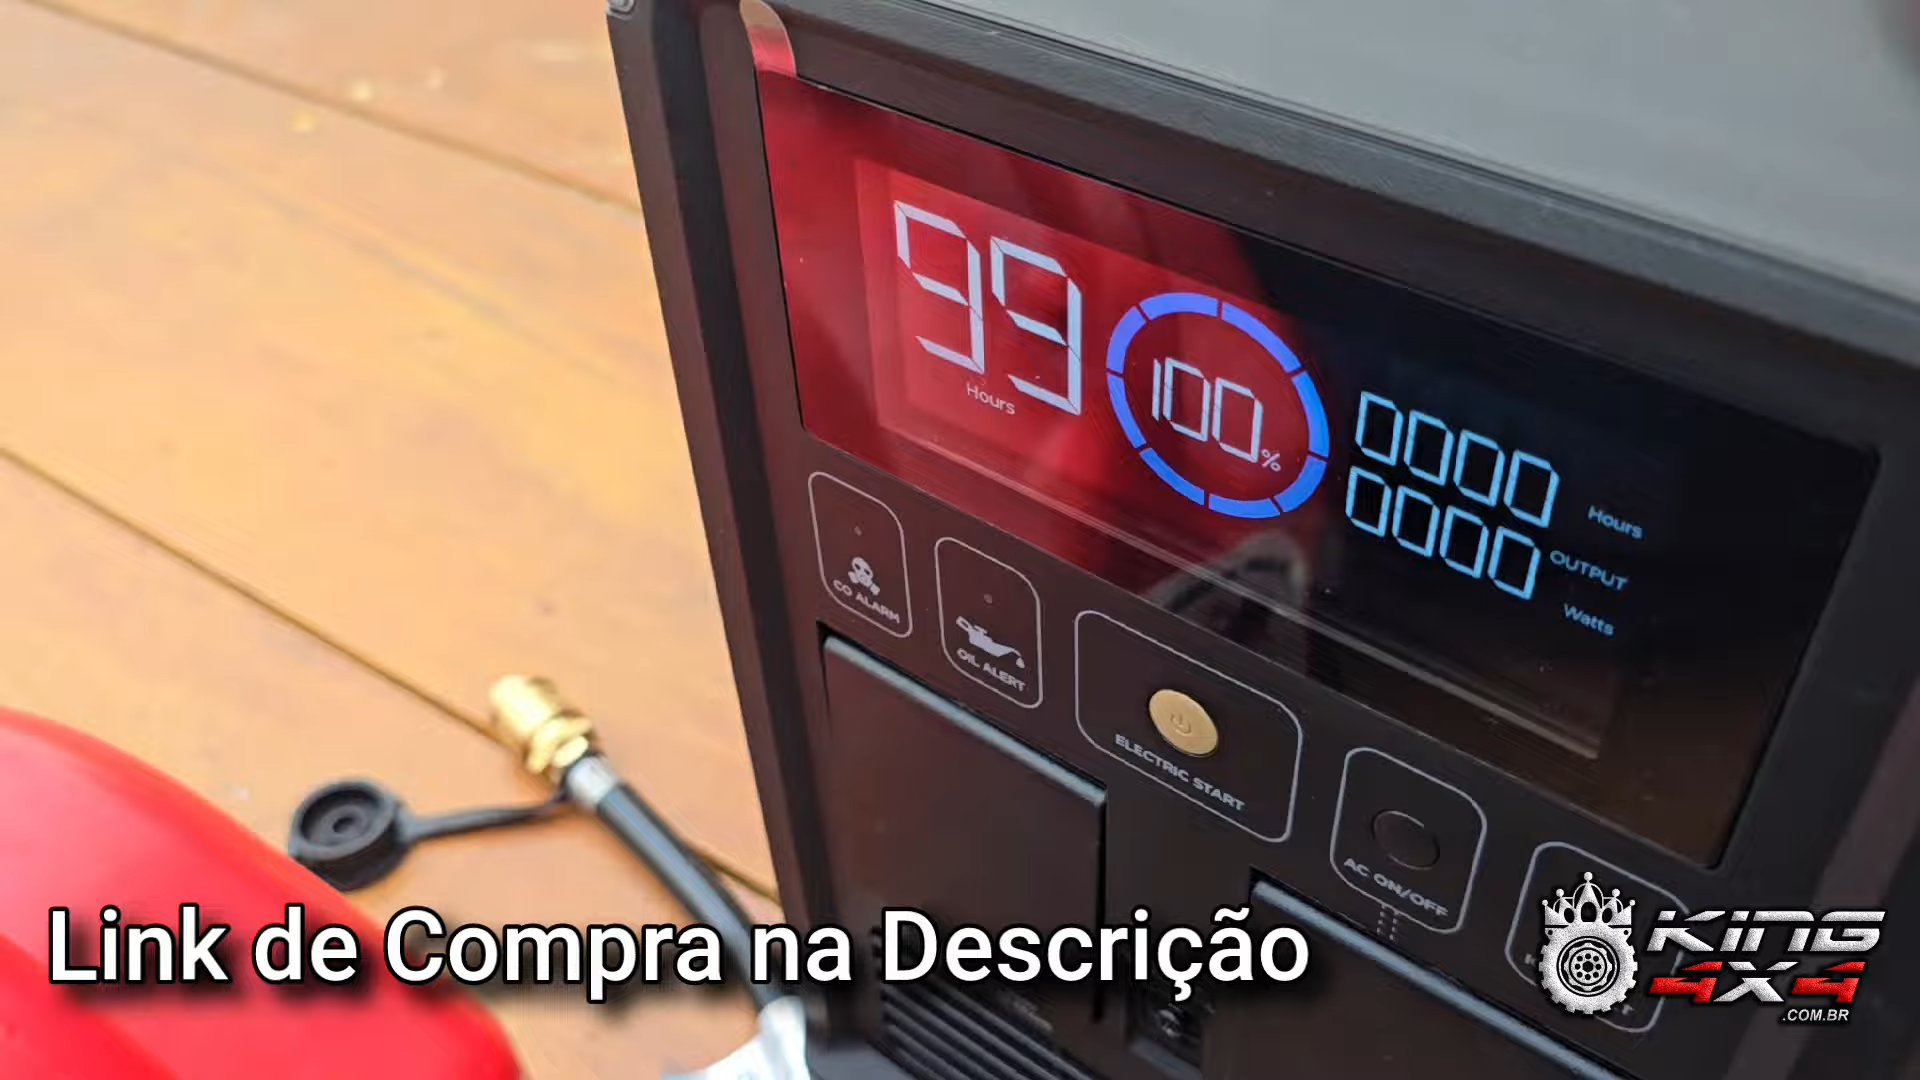 99
Hours
100%
0000
Hours
0000
OUTPUT
Watts
CO ALARM
OIL ALERT
ELECTRIC START
AC ON/OFF
Link de Compra na Descrição
KING
4X4
.COM.BR